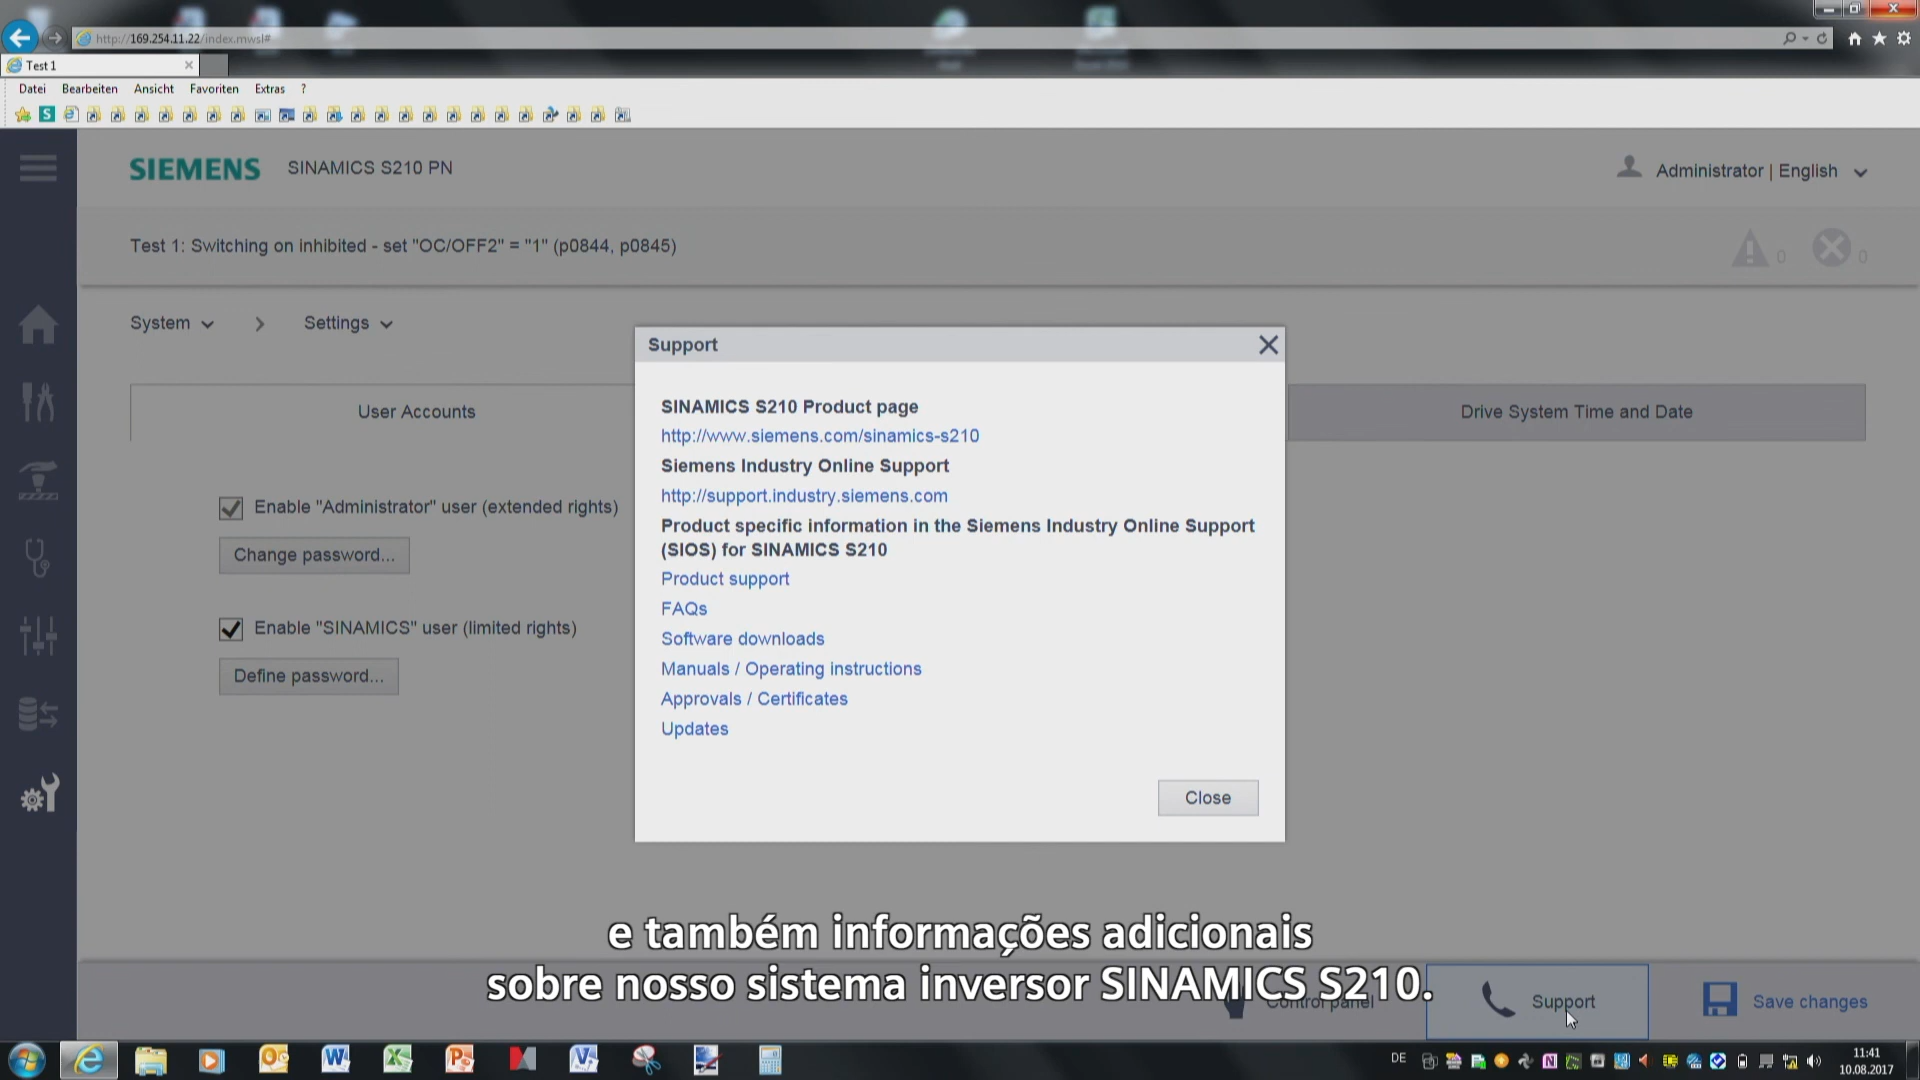 http://169.254.11.22/index.mwsl#
Test 1
Datei Bearbeiten Ansicht Favoriten Extras ?
SIEMENS SINAMICS S210 PN
Administrator | English
Test 1: Switching on inhibited - set "OC/OFF2" = "1" (p0844, p0845)
0 0
System > Settings
User Accounts
Drive System Time and Date
Enable "Administrator" user (extended rights)
Change password...
Enable "SINAMICS" user (limited rights)
Define password...
Support
SINAMICS S210 Product page
http://www.siemens.com/sinamics-s210
Siemens Industry Online Support
http://support.industry.siemens.com
Product specific information in the Siemens Industry Online Support
(SIOS) for SINAMICS S210
Product support
FAQs
Software downloads
Manuals / Operating instructions
Approvals / Certificates
Updates
Close
e também informações adicionais
sobre nosso sistema inversor SINAMICS S210.
Control panel
Support
Save changes
DE
11:41
10.08.2017